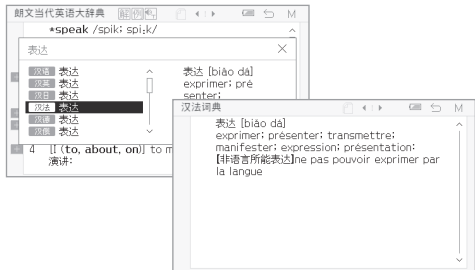 朗文当代英语大辞典 解 例 M
*speak /spik; spiːk/
表达
汉语 表达
汉英 表达
汉日 表达
汉法 表达
汉德 表达
汉俄 表达
表达 [biǎo dá]
exprimer; pré
senter;
4 [I (to, about, on)] to m
演讲:
汉法词典 M
表达 [biǎo dá]
exprimer; présenter; transmettre;
manifester; expression; présentation:
【非语言所能表达】ne pas pouvoir exprimer par
la langue